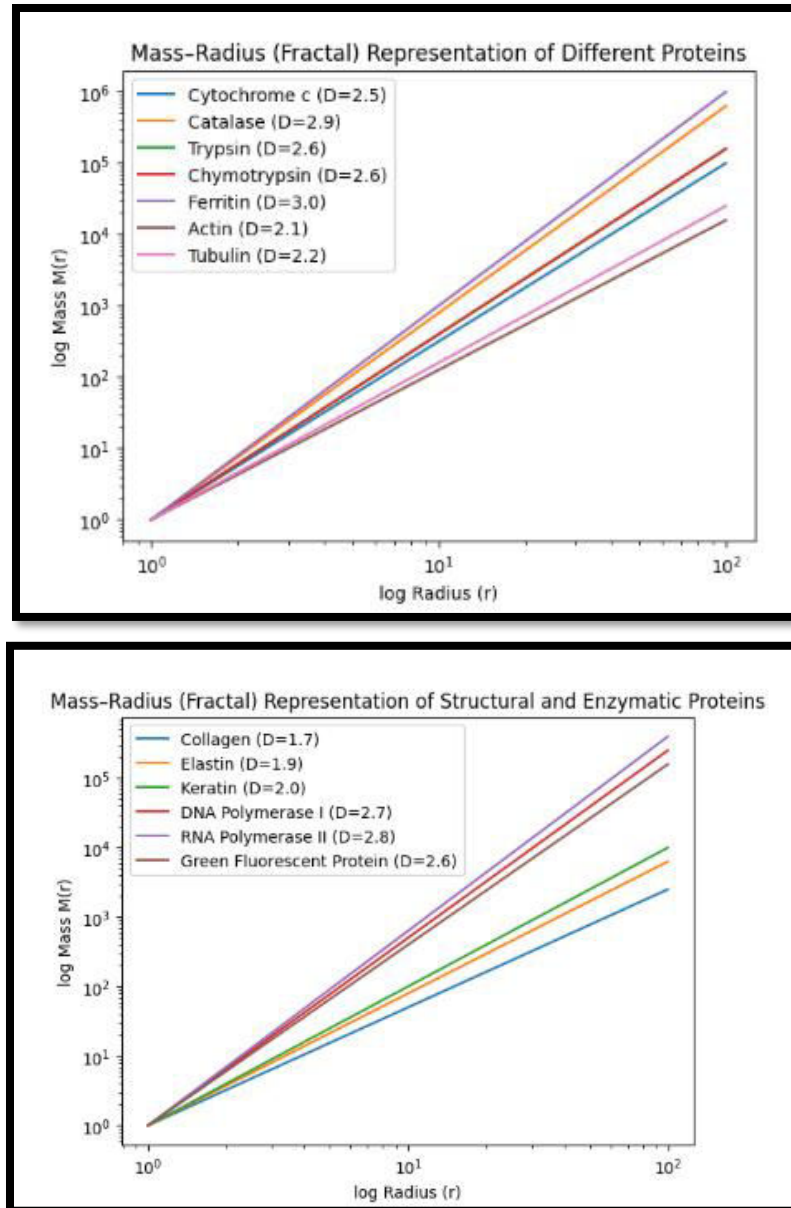 Mass–Radius (Fractal) Representation of Different Proteins
Cytochrome c (D=2.5)
Catalase (D=2.9)
Trypsin (D=2.6)
Chymotrypsin (D=2.6)
Ferritin (D=3.0)
Actin (D=2.1)
Tubulin (D=2.2)
log Mass M(r)
10⁶
10⁵
10⁴
10³
10²
10¹
10⁰
10⁰ 10¹ 10²
log Radius (r)
Mass–Radius (Fractal) Representation of Structural and Enzymatic Proteins
Collagen (D=1.7)
Elastin (D=1.9)
Keratin (D=2.0)
DNA Polymerase I (D=2.7)
RNA Polymerase II (D=2.8)
Green Fluorescent Protein (D=2.6)
log Mass M(r)
10⁵
10⁴
10³
10²
10¹
10⁰
10⁰ 10¹ 10²
log Radius (r)